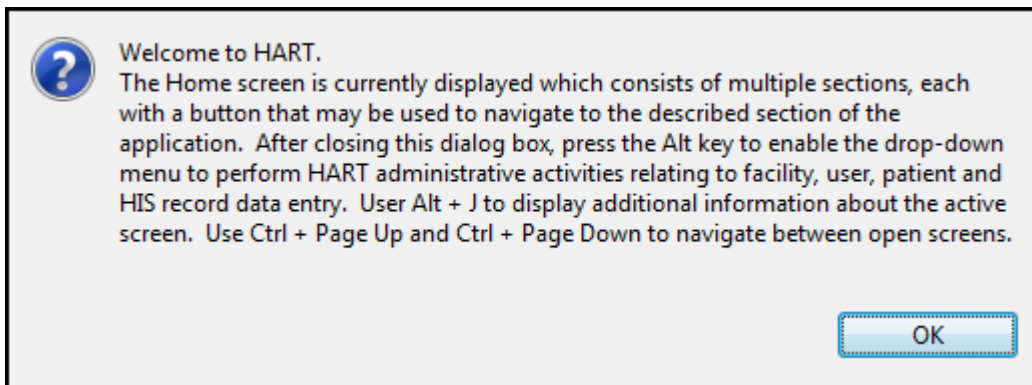 Welcome to HART.
The Home screen is currently displayed which consists of multiple sections, each
with a button that may be used to navigate to the described section of the
application.  After closing this dialog box, press the Alt key to enable the drop-down
menu to perform HART administrative activities relating to facility, user, patient and
HIS record data entry.  User Alt + J to display additional information about the active
screen.  Use Ctrl + Page Up and Ctrl + Page Down to navigate between open screens.
OK